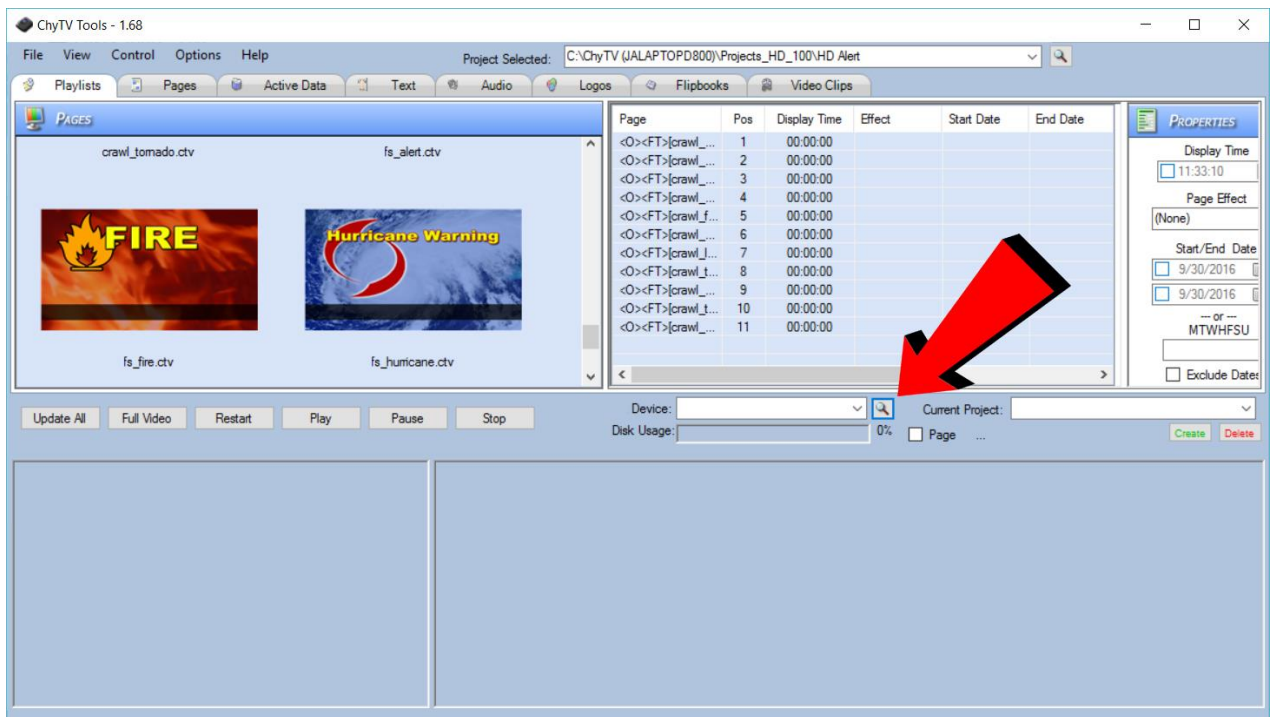 ChyTV Tools - 1.68
File View Control Options Help Project Selected: C:\ChyTV (JALAPTOPD800)\Projects_HD_100\HD Alert
Playlists Pages Active Data Text Audio Logos Flipbooks Video Clips
PAGES
crawl_tornado.ctv fs_alert.ctv
FIRE
Hurricane Warning
fs_fire.ctv fs_hurricane.ctv
Page Pos Display Time Effect Start Date End Date
<O><FT>[crawl_... 1 00:00:00
<O><FT>[crawl_... 2 00:00:00
<O><FT>[crawl_... 3 00:00:00
<O><FT>[crawl_... 4 00:00:00
<O><FT>[crawl_f... 5 00:00:00
<O><FT>[crawl_... 6 00:00:00
<O><FT>[crawl_l... 7 00:00:00
<O><FT>[crawl_t... 8 00:00:00
<O><FT>[crawl_... 9 00:00:00
<O><FT>[crawl_t... 10 00:00:00
<O><FT>[crawl_... 11 00:00:00
PROPERTIES
Display Time
11:33:10
Page Effect
(None)
Start/End Date
9/30/2016
9/30/2016
--- or ---
MTWHFSU
Exclude Dates
Update All Full Video Restart Play Pause Stop
Device: Current Project:
Disk Usage: 0% Page ... Create Delete